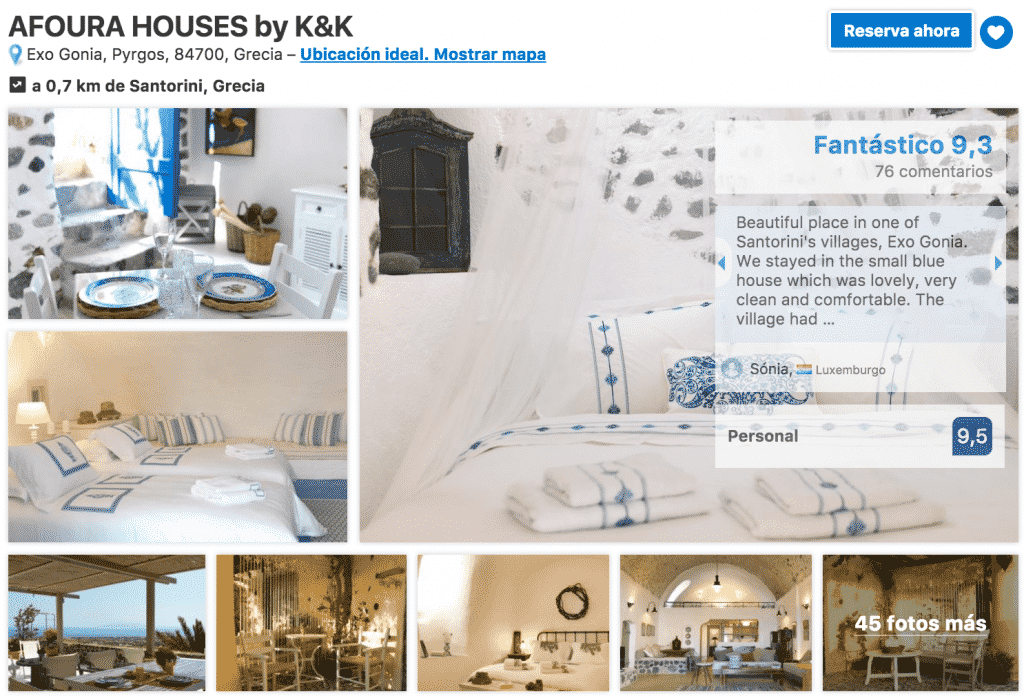 AFOURA HOUSES by K&K
Reserva ahora
Exo Gonia, Pyrgos, 84700, Grecia – Ubicación ideal. Mostrar mapa
a 0,7 km de Santorini, Grecia
Fantástico 9,3
76 comentarios
Beautiful place in one of
Santorini's villages, Exo Gonia.
We stayed in the small blue
house which was lovely, very
clean and comfortable. The
village had ...
Sónia, Luxemburgo
Personal 9,5
45 fotos más